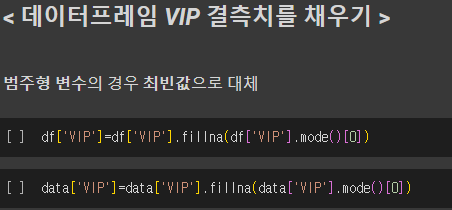 < 데이터프레임 VIP 결측치를 채우기 >
범주형 변수의 경우 최빈값으로 대체
[ ] df['VIP']=df['VIP'].fillna(df['VIP'].mode()[0])
[ ] data['VIP']=data['VIP'].fillna(data['VIP'].mode()[0])